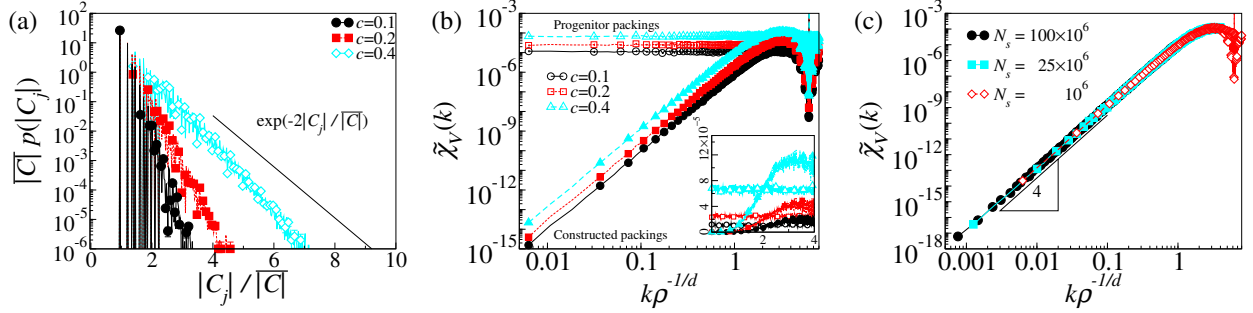 (a)
c=0.1
c=0.2
c=0.4
exp(-2|C_j| / \overline{|C|})
\overline{|C|} p(|C_j|)
10^2
10^1
10^0
10^{-1}
10^{-2}
10^{-3}
10^{-4}
10^{-5}
10^{-6}
0 2 4 6 8 10
|C_j| / \overline{|C|}
(b)
Progenitor packings
c=0.1
c=0.2
c=0.4
\tilde{χ}_V(k)
10^{-6}
10^{-9}
10^{-12}
10^{-15}
0 4 8 12 ×10^{-5}
2 4
Constructed packings
0.01 0.1 1
kρ^{-1/d}
(c)
N_s = 100×10^6
N_s = 25×10^6
N_s = 10^6
\tilde{χ}_V(k)
10^{-3}
10^{-6}
10^{-9}
10^{-12}
10^{-15}
10^{-18}
4
0.001 0.01 0.1 1
kρ^{-1/d}